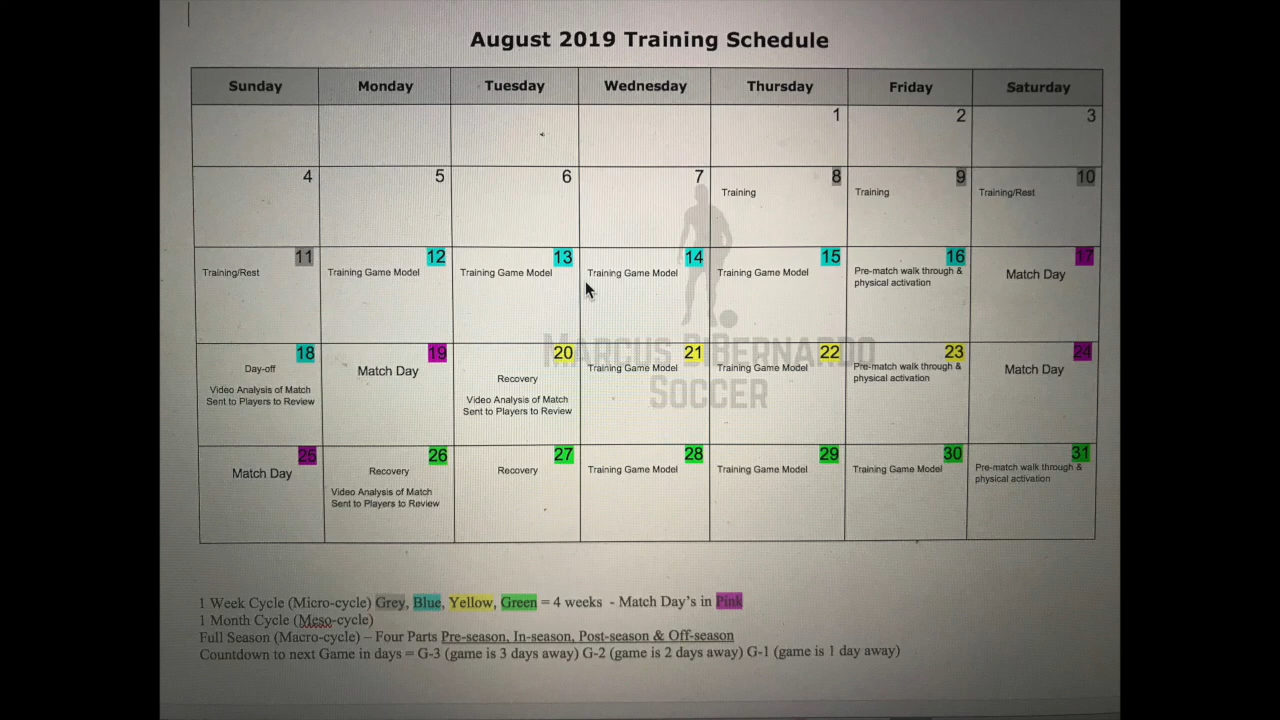 August 2019 Training Schedule
Sunday Monday Tuesday Wednesday Thursday Friday Saturday
1 2 3
4 5 6 7 8 9 10
Training Training Training/Rest
11 12 13 14 15 16 17
Training/Rest Training Game Model Training Game Model Training Game Model Training Game Model Pre-match walk through & Match Day
physical activation
18 19 20 21 22 23 24
Day-off Match Day Recovery Training Game Model Training Game Model Pre-match walk through & Match Day
physical activation
Video Analysis of Match Video Analysis of Match
Sent to Players to Review Sent to Players to Review
MARCUS DIBERNARDO
SOCCER
25 26 27 28 29 30 31
Match Day Recovery Recovery Training Game Model Training Game Model Training Game Model Pre-match walk through &
physical activation
Video Analysis of Match
Sent to Players to Review
1 Week Cycle (Micro-cycle) Grey, Blue, Yellow, Green = 4 weeks - Match Day's in Pink
1 Month Cycle (Meso-cycle)
Full Season (Macro-cycle) – Four Parts Pre-season, In-season, Post-season & Off-season
Countdown to next Game in days = G-3 (game is 3 days away) G-2 (game is 2 days away) G-1 (game is 1 day away)